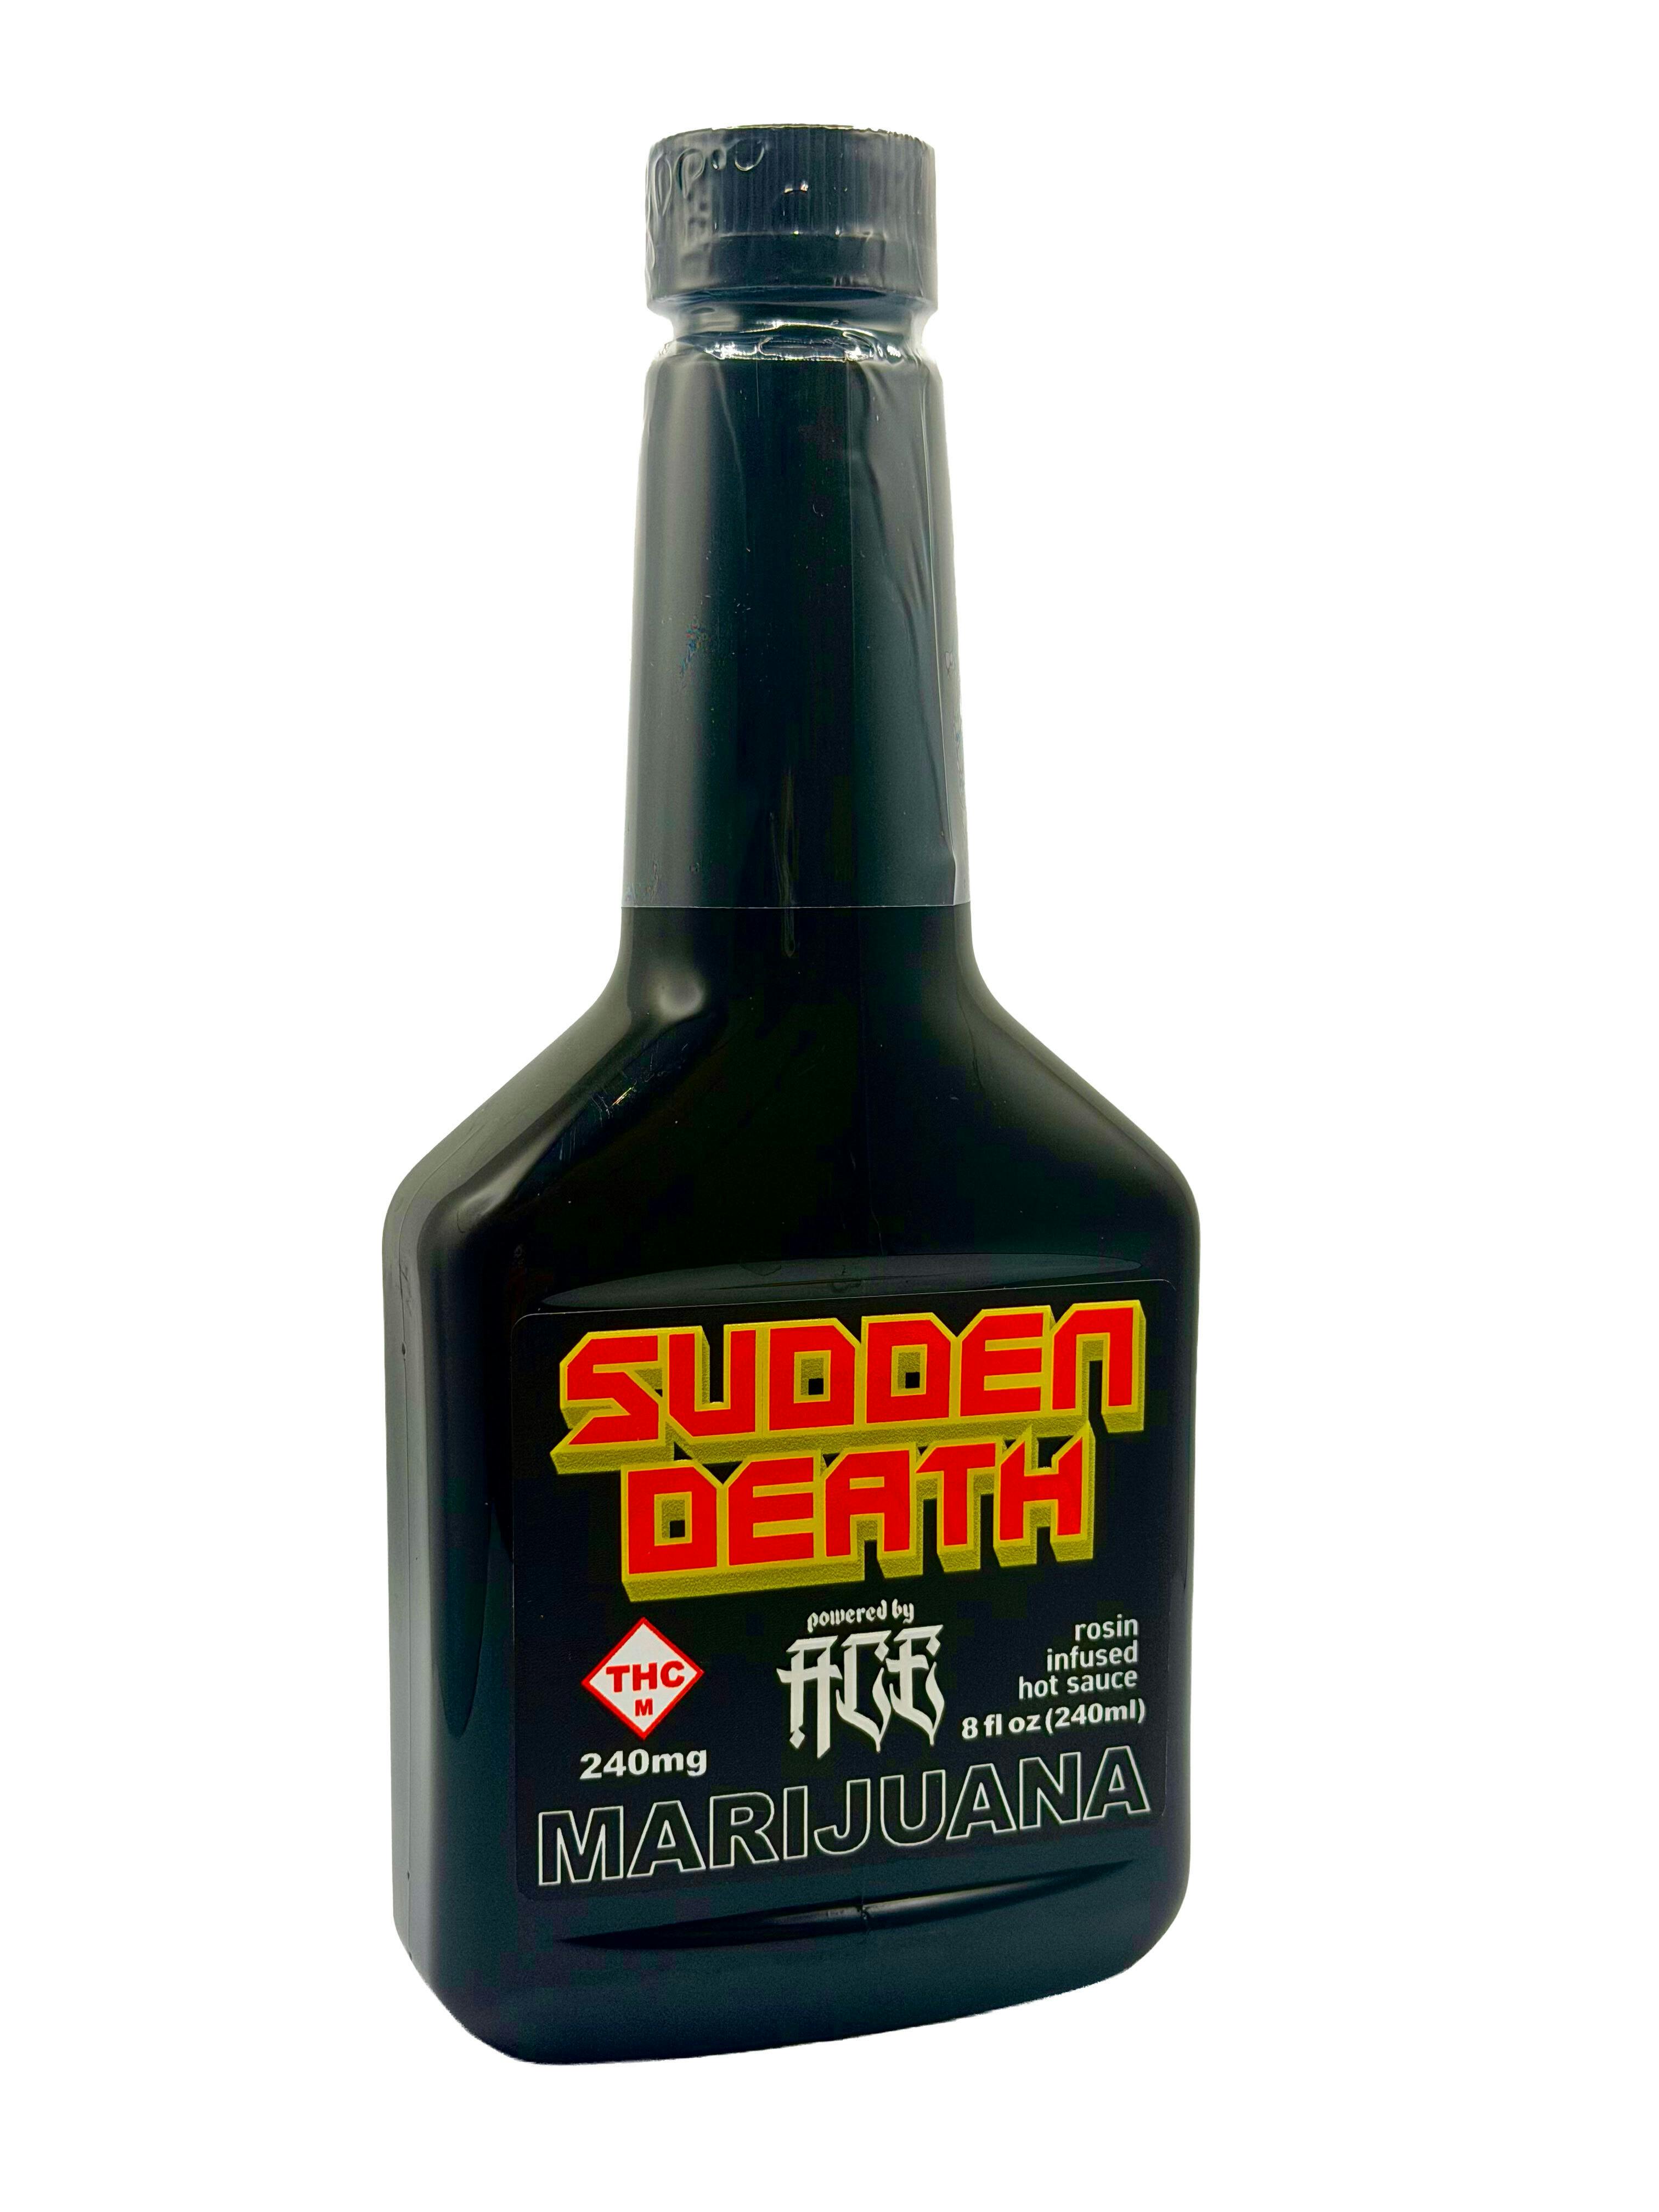 SUDDEN
DEATH
powered by
ACE
THC
M
240mg
rosin
infused
hot sauce
8 fl oz (240ml)
MARIJUANA